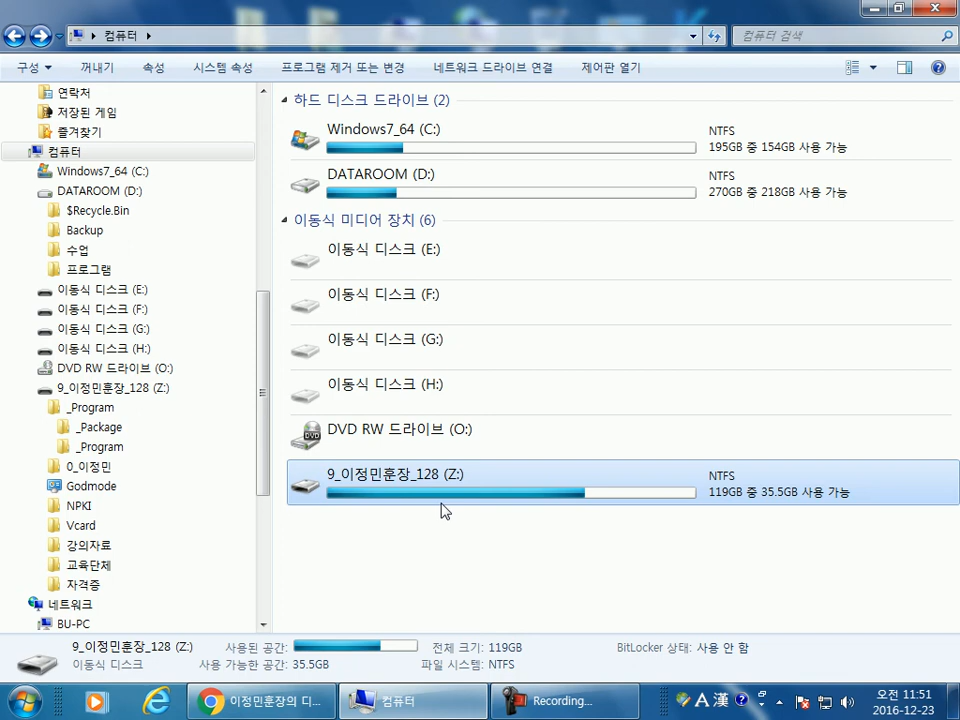 컴퓨터
컴퓨터 검색
구성
꺼내기
속성
시스템 속성
프로그램 제거 또는 변경
네트워크 드라이브 연결
제어판 열기
연락처
저장된 게임
즐겨찾기
컴퓨터
Windows7_64 (C:)
DATAROOM (D:)
$Recycle.Bin
Backup
수업
프로그램
이동식 디스크 (E:)
이동식 디스크 (F:)
이동식 디스크 (G:)
이동식 디스크 (H:)
DVD RW 드라이브 (O:)
9_이정민훈장_128 (Z:)
_Program
_Package
_Program
0_이정민
Godmode
NPKI
Vcard
강의자료
교육단체
자격증
네트워크
BU-PC
하드 디스크 드라이브 (2)
Windows7_64 (C:)
NTFS
195GB 중 154GB 사용 가능
DATAROOM (D:)
NTFS
270GB 중 218GB 사용 가능
이동식 미디어 장치 (6)
이동식 디스크 (E:)
이동식 디스크 (F:)
이동식 디스크 (G:)
이동식 디스크 (H:)
DVD
DVD RW 드라이브 (O:)
9_이정민훈장_128 (Z:)
NTFS
119GB 중 35.5GB 사용 가능
9_이정민훈장_128 (Z:)
이동식 디스크
사용된 공간:
사용 가능한 공간: 35.5GB
전체 크기: 119GB
파일 시스템: NTFS
BitLocker 상태: 사용 안 함
이정민훈장의 디...
컴퓨터
Recording...
A 漢
오전 11:51
2016-12-23